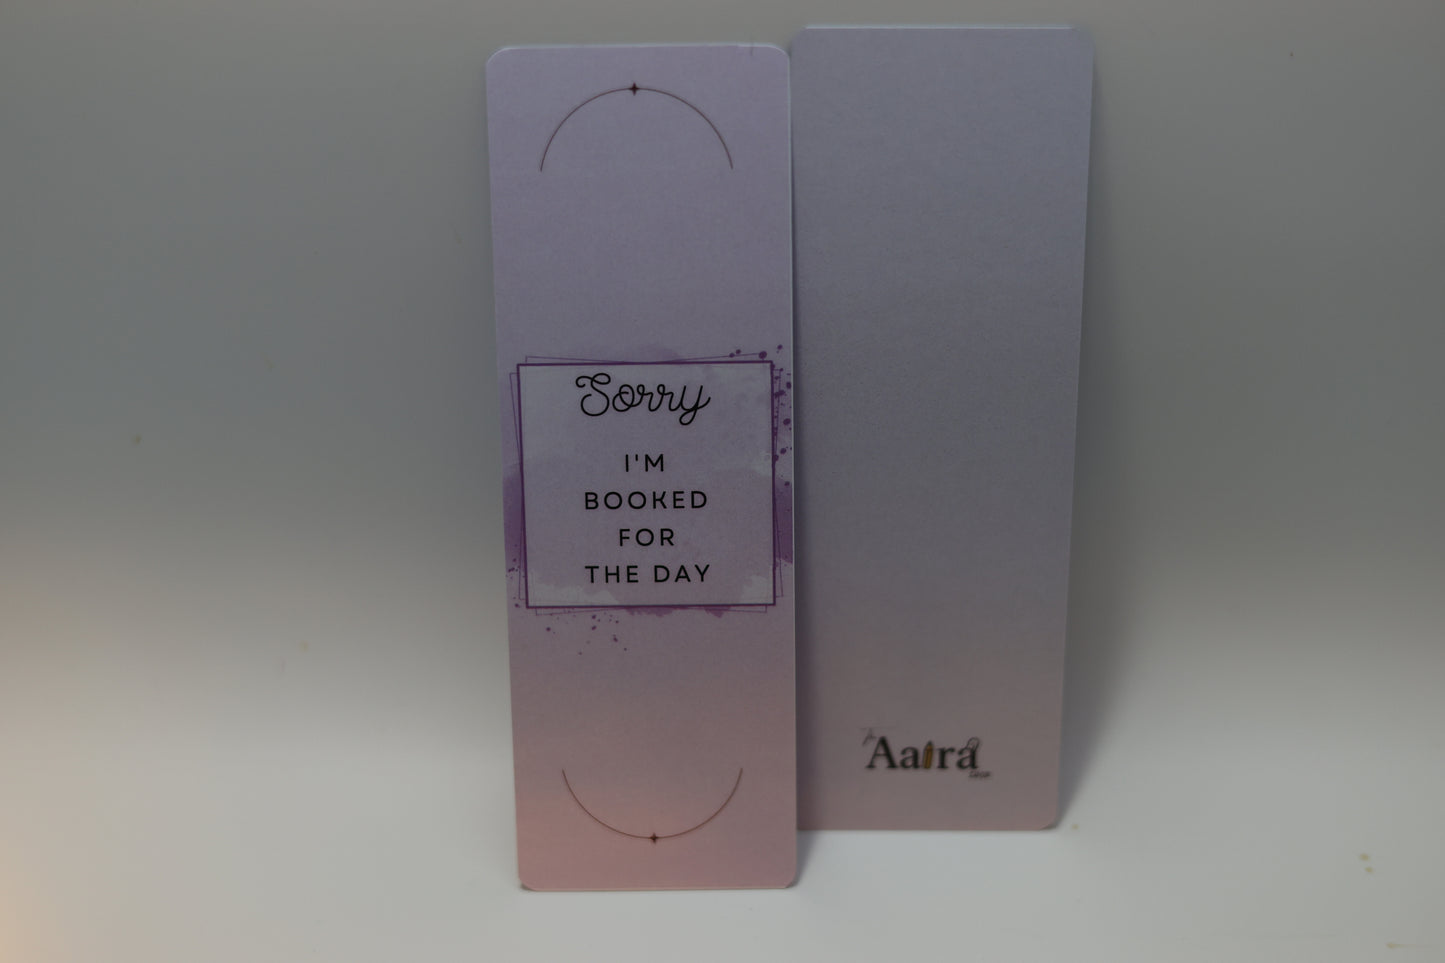 Sorry
I'M
BOOKED
FOR
THE DAY
Aaira